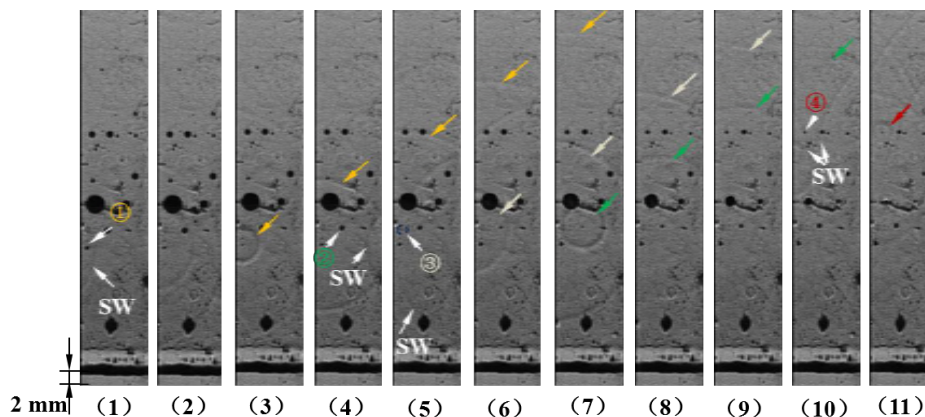 ①
SW
②
SW
③
SW
④
SW
2 mm
(1) (2) (3) (4) (5) (6) (7) (8) (9) (10) (11)